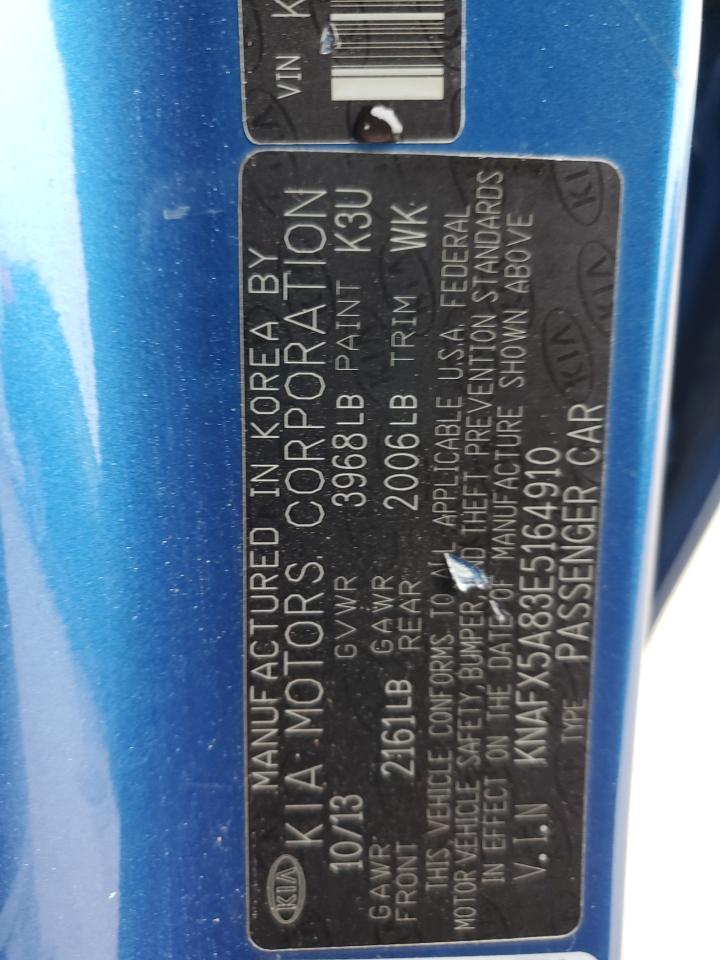 VIN K
MANUFACTURED IN KOREA BY
KIA MOTORS CORPORATION
10/13 GVWR 3968LB PAINT K3U
GAWR FRONT 2161LB GAWR REAR 2006LB TRIM WK
THIS VEHICLE CONFORMS TO APPLICABLE U.S.A. FEDERAL
MOTOR VEHICLE SAFETY, BUMPER, THEFT PREVENTION STANDARDS
IN EFFECT ON THE DATE OF MANUFACTURE SHOWN ABOVE
V.I.N KNAFX5A83E5164910
TYPE PASSENGER CAR
KIA